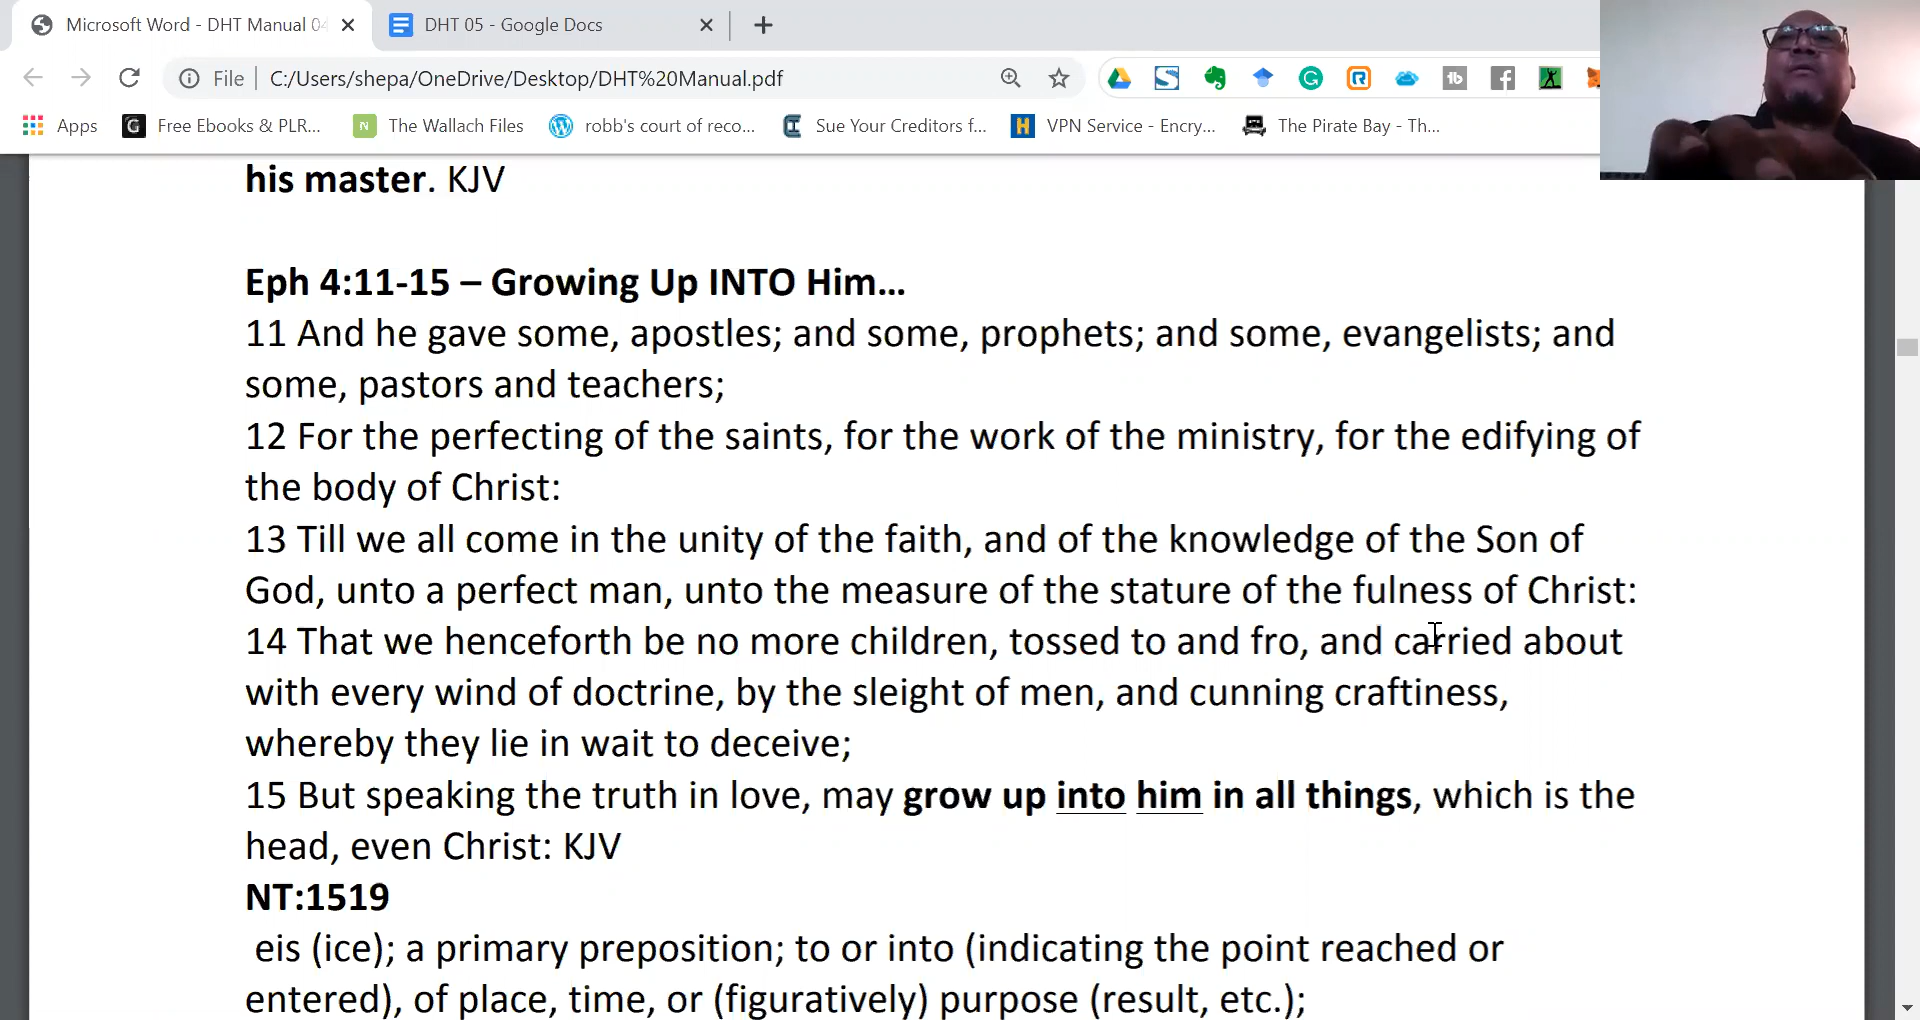 Microsoft Word - DHT Manual 04
DHT 05 - Google Docs
File
C:/Users/shepa/OneDrive/Desktop/DHT%20Manual.pdf
Apps
Free Ebooks & PLR...
The Wallach Files
robb's court of reco...
Sue Your Creditors f...
VPN Service - Encry...
The Pirate Bay - Th...
his master. KJV
Eph 4:11-15 – Growing Up INTO Him...
11 And he gave some, apostles; and some, prophets; and some, evangelists; and
some, pastors and teachers;
12 For the perfecting of the saints, for the work of the ministry, for the edifying of
the body of Christ:
13 Till we all come in the unity of the faith, and of the knowledge of the Son of
God, unto a perfect man, unto the measure of the stature of the fulness of Christ:
14 That we henceforth be no more children, tossed to and fro, and carried about
with every wind of doctrine, by the sleight of men, and cunning craftiness,
whereby they lie in wait to deceive;
15 But speaking the truth in love, may grow up into him in all things, which is the
head, even Christ: KJV
NT:1519
eis (ice); a primary preposition; to or into (indicating the point reached or
entered), of place, time, or (figuratively) purpose (result, etc.);